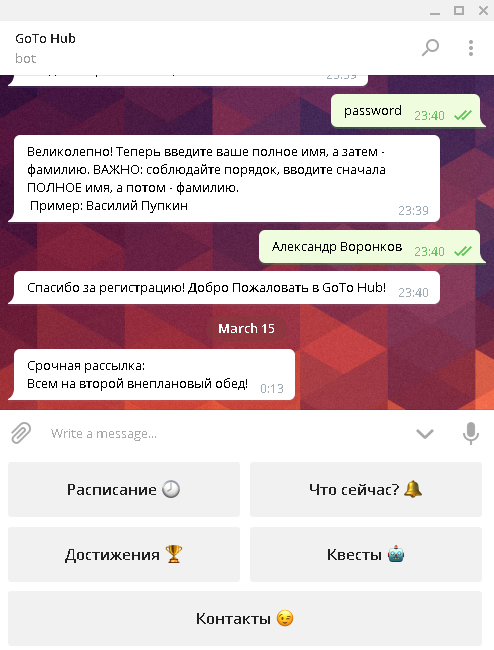 GoTo Hub
bot
23:39
password 23:40
Великолепно! Теперь введите ваше полное имя, а затем -
фамилию. ВАЖНО: соблюдайте порядок, вводите сначала
ПОЛНОЕ имя, а потом - фамилию.
Пример: Василий Пупкин
23:39
Александр Воронков 23:40
Спасибо за регистрацию! Добро Пожаловать в GoTo Hub! 23:40
March 15
Срочная рассылка:
Всем на второй внеплановый обед! 0:13
Write a message...
Расписание 🕗 Что сейчас? 🔔
Достижения 🏆 Квесты 🤖
Контакты 😉